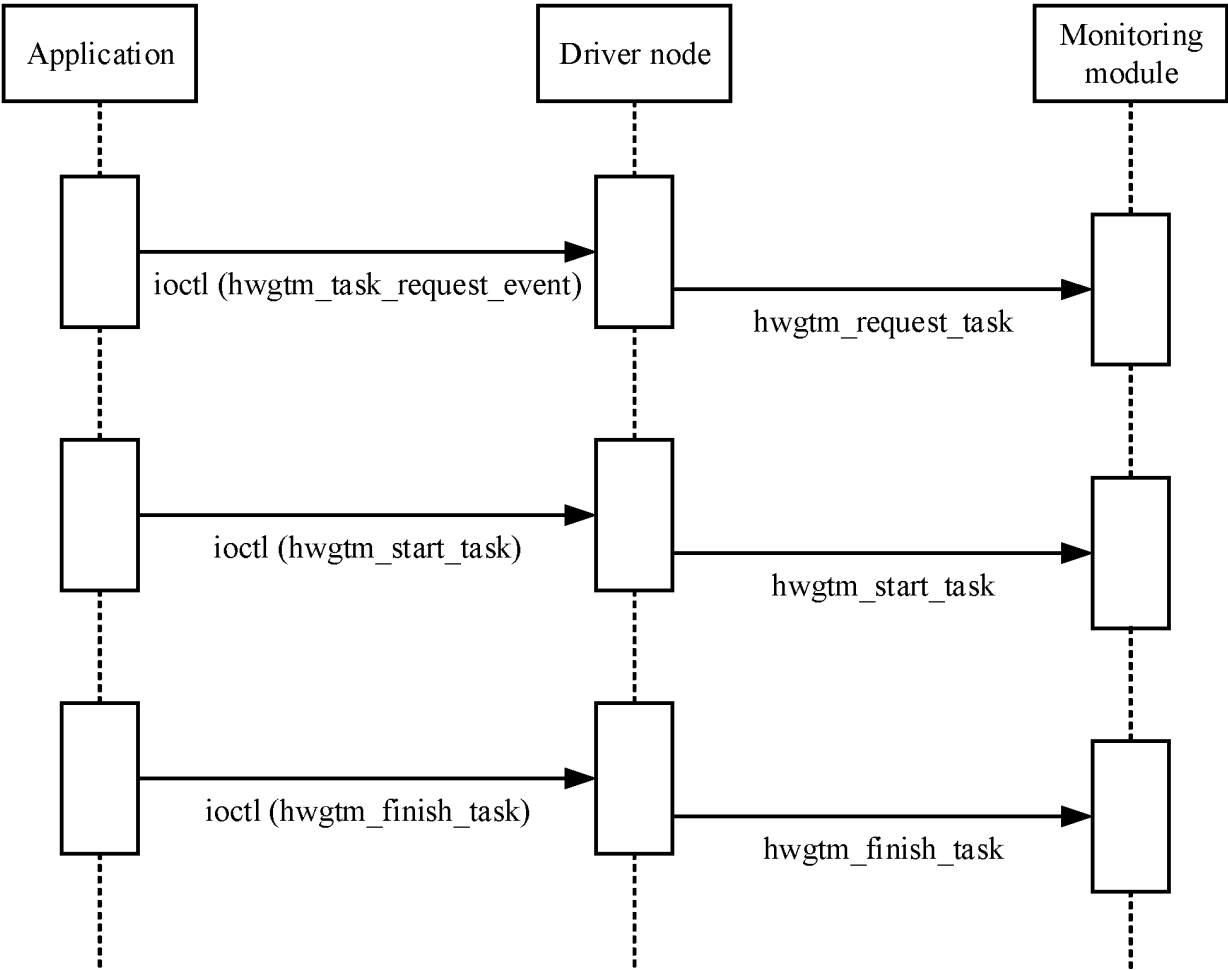 Application
Driver node
Monitoring
module
ioctl (hwgtm_task_request_event)
hwgtm_request_task
ioctl (hwgtm_start_task)
hwgtm_start_task
ioctl (hwgtm_finish_task)
hwgtm_finish_task